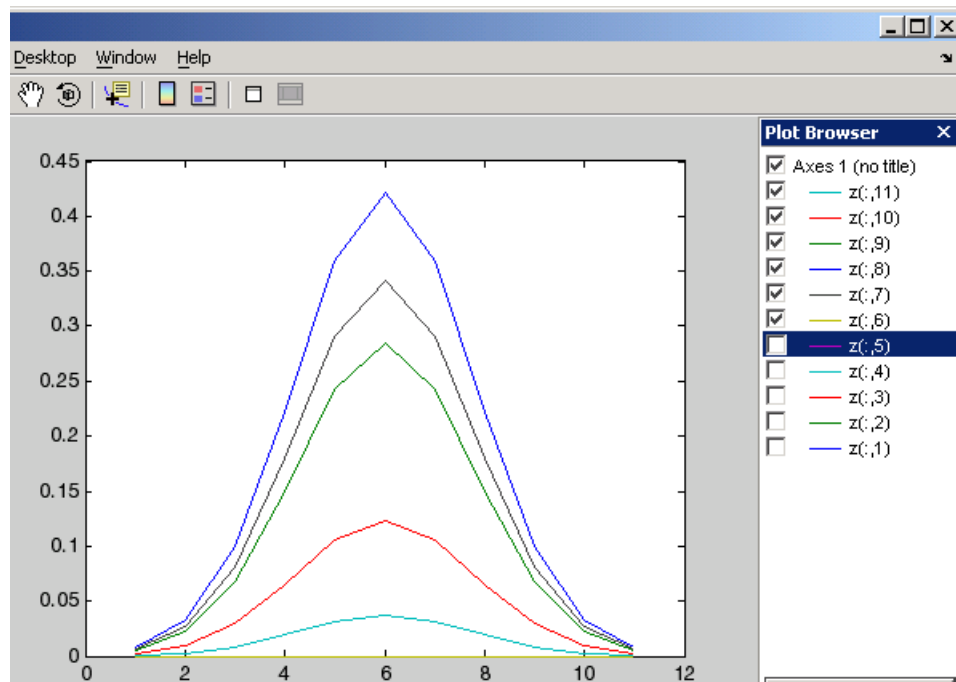 Desktop Window Help
Plot Browser
Axes 1 (no title)
z(:,11)
z(:,10)
z(:,9)
z(:,8)
z(:,7)
z(:,6)
z(:,5)
z(:,4)
z(:,3)
z(:,2)
z(:,1)
0.45
0.4
0.35
0.3
0.25
0.2
0.15
0.1
0.05
0
0 2 4 6 8 10 12